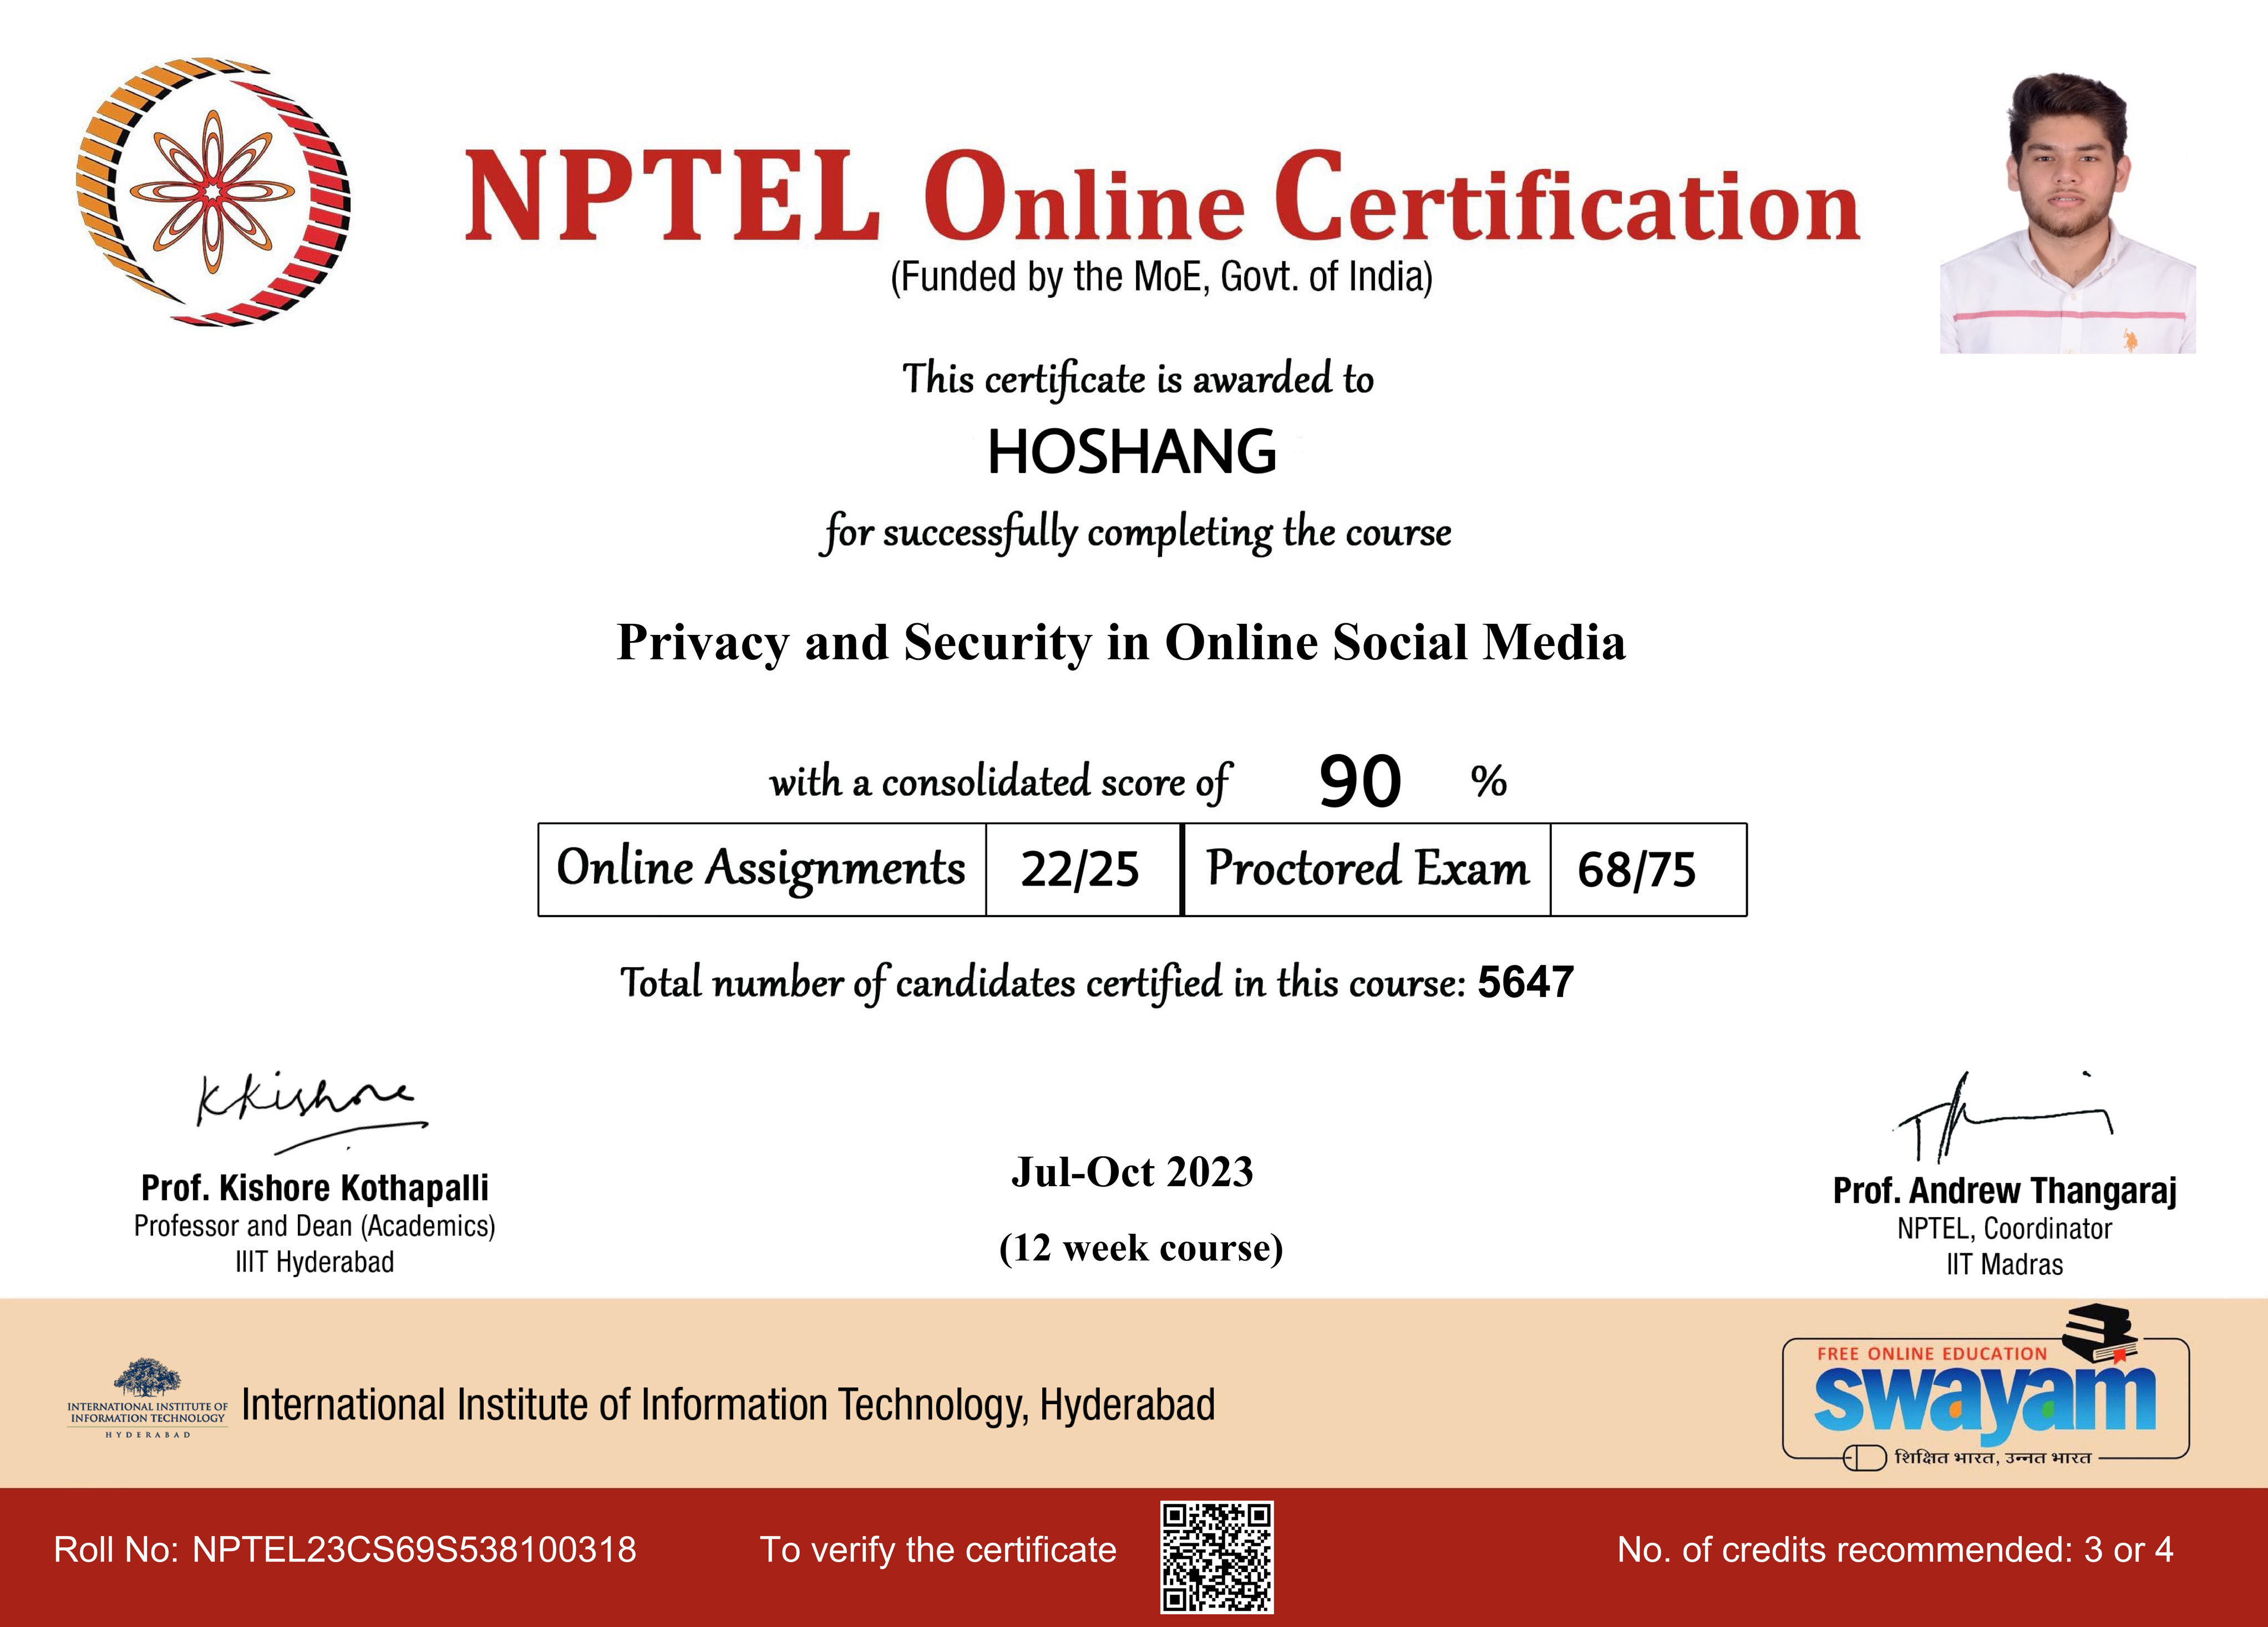 NPTEL Online Certification
(Funded by the MoE, Govt. of India)
This certificate is awarded to
HOSHANG
for successfully completing the course
Privacy and Security in Online Social Media
with a consolidated score of 90 %
Online Assignments 22/25 Proctored Exam 68/75
Total number of candidates certified in this course: 5647
KKishore
Prof. Kishore Kothapalli
Professor and Dean (Academics)
IIIT Hyderabad
Jul-Oct 2023
(12 week course)
Prof. Andrew Thangaraj
NPTEL, Coordinator
IIT Madras
INTERNATIONAL INSTITUTE OF
INFORMATION TECHNOLOGY
HYDERABAD
International Institute of Information Technology, Hyderabad
FREE ONLINE EDUCATION
swayam
शिक्षित भारत, उन्नत भारत
Roll No: NPTEL23CS69S538100318
To verify the certificate
No. of credits recommended: 3 or 4